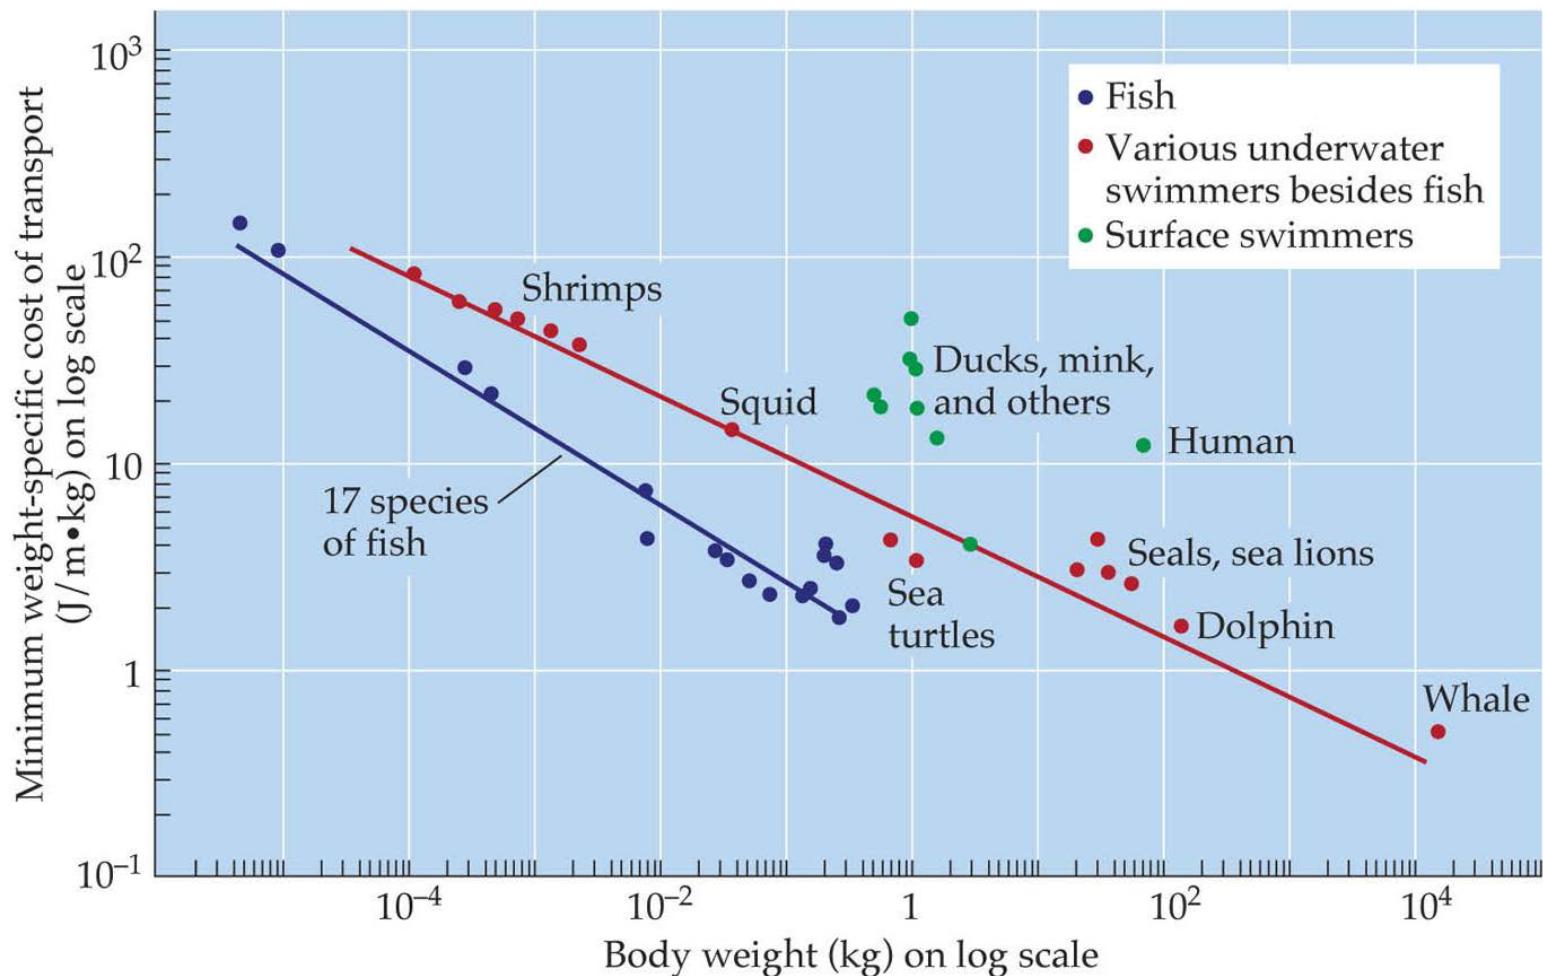 Minimum weight-specific cost of transport
(J/m•kg) on log scale
10³
10²
10
1
10⁻¹
Fish
Various underwater
swimmers besides fish
Surface swimmers
Shrimps
Squid
Ducks, mink,
and others
Human
17 species
of fish
Sea
turtles
Seals, sea lions
Dolphin
Whale
10⁻⁴
10⁻²
1
10²
10⁴
Body weight (kg) on log scale